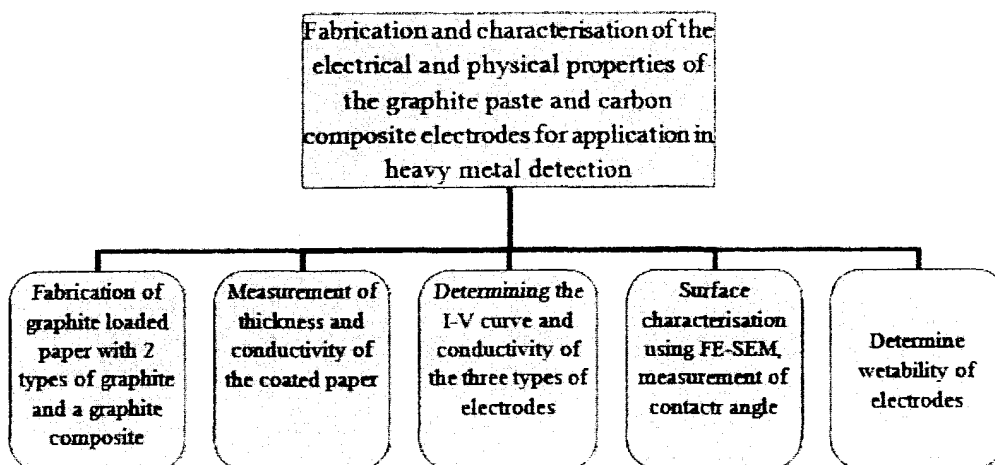 Fabrication and characterisation of the
electrical and physical properties of
the graphite paste and carbon
composite electrodes for application in
heavy metal detection
Fabrication of
graphite loaded
paper with 2
types of graphite
and a graphite
composite
Measurement of
thickness and
conductivity of
the coated paper
Determining the
I-V curve and
conductivity of
the three types of
electrodes
Surface
characterisation
using FE-SEM,
measurement of
contactr angle
Determine
wetability of
electrodes